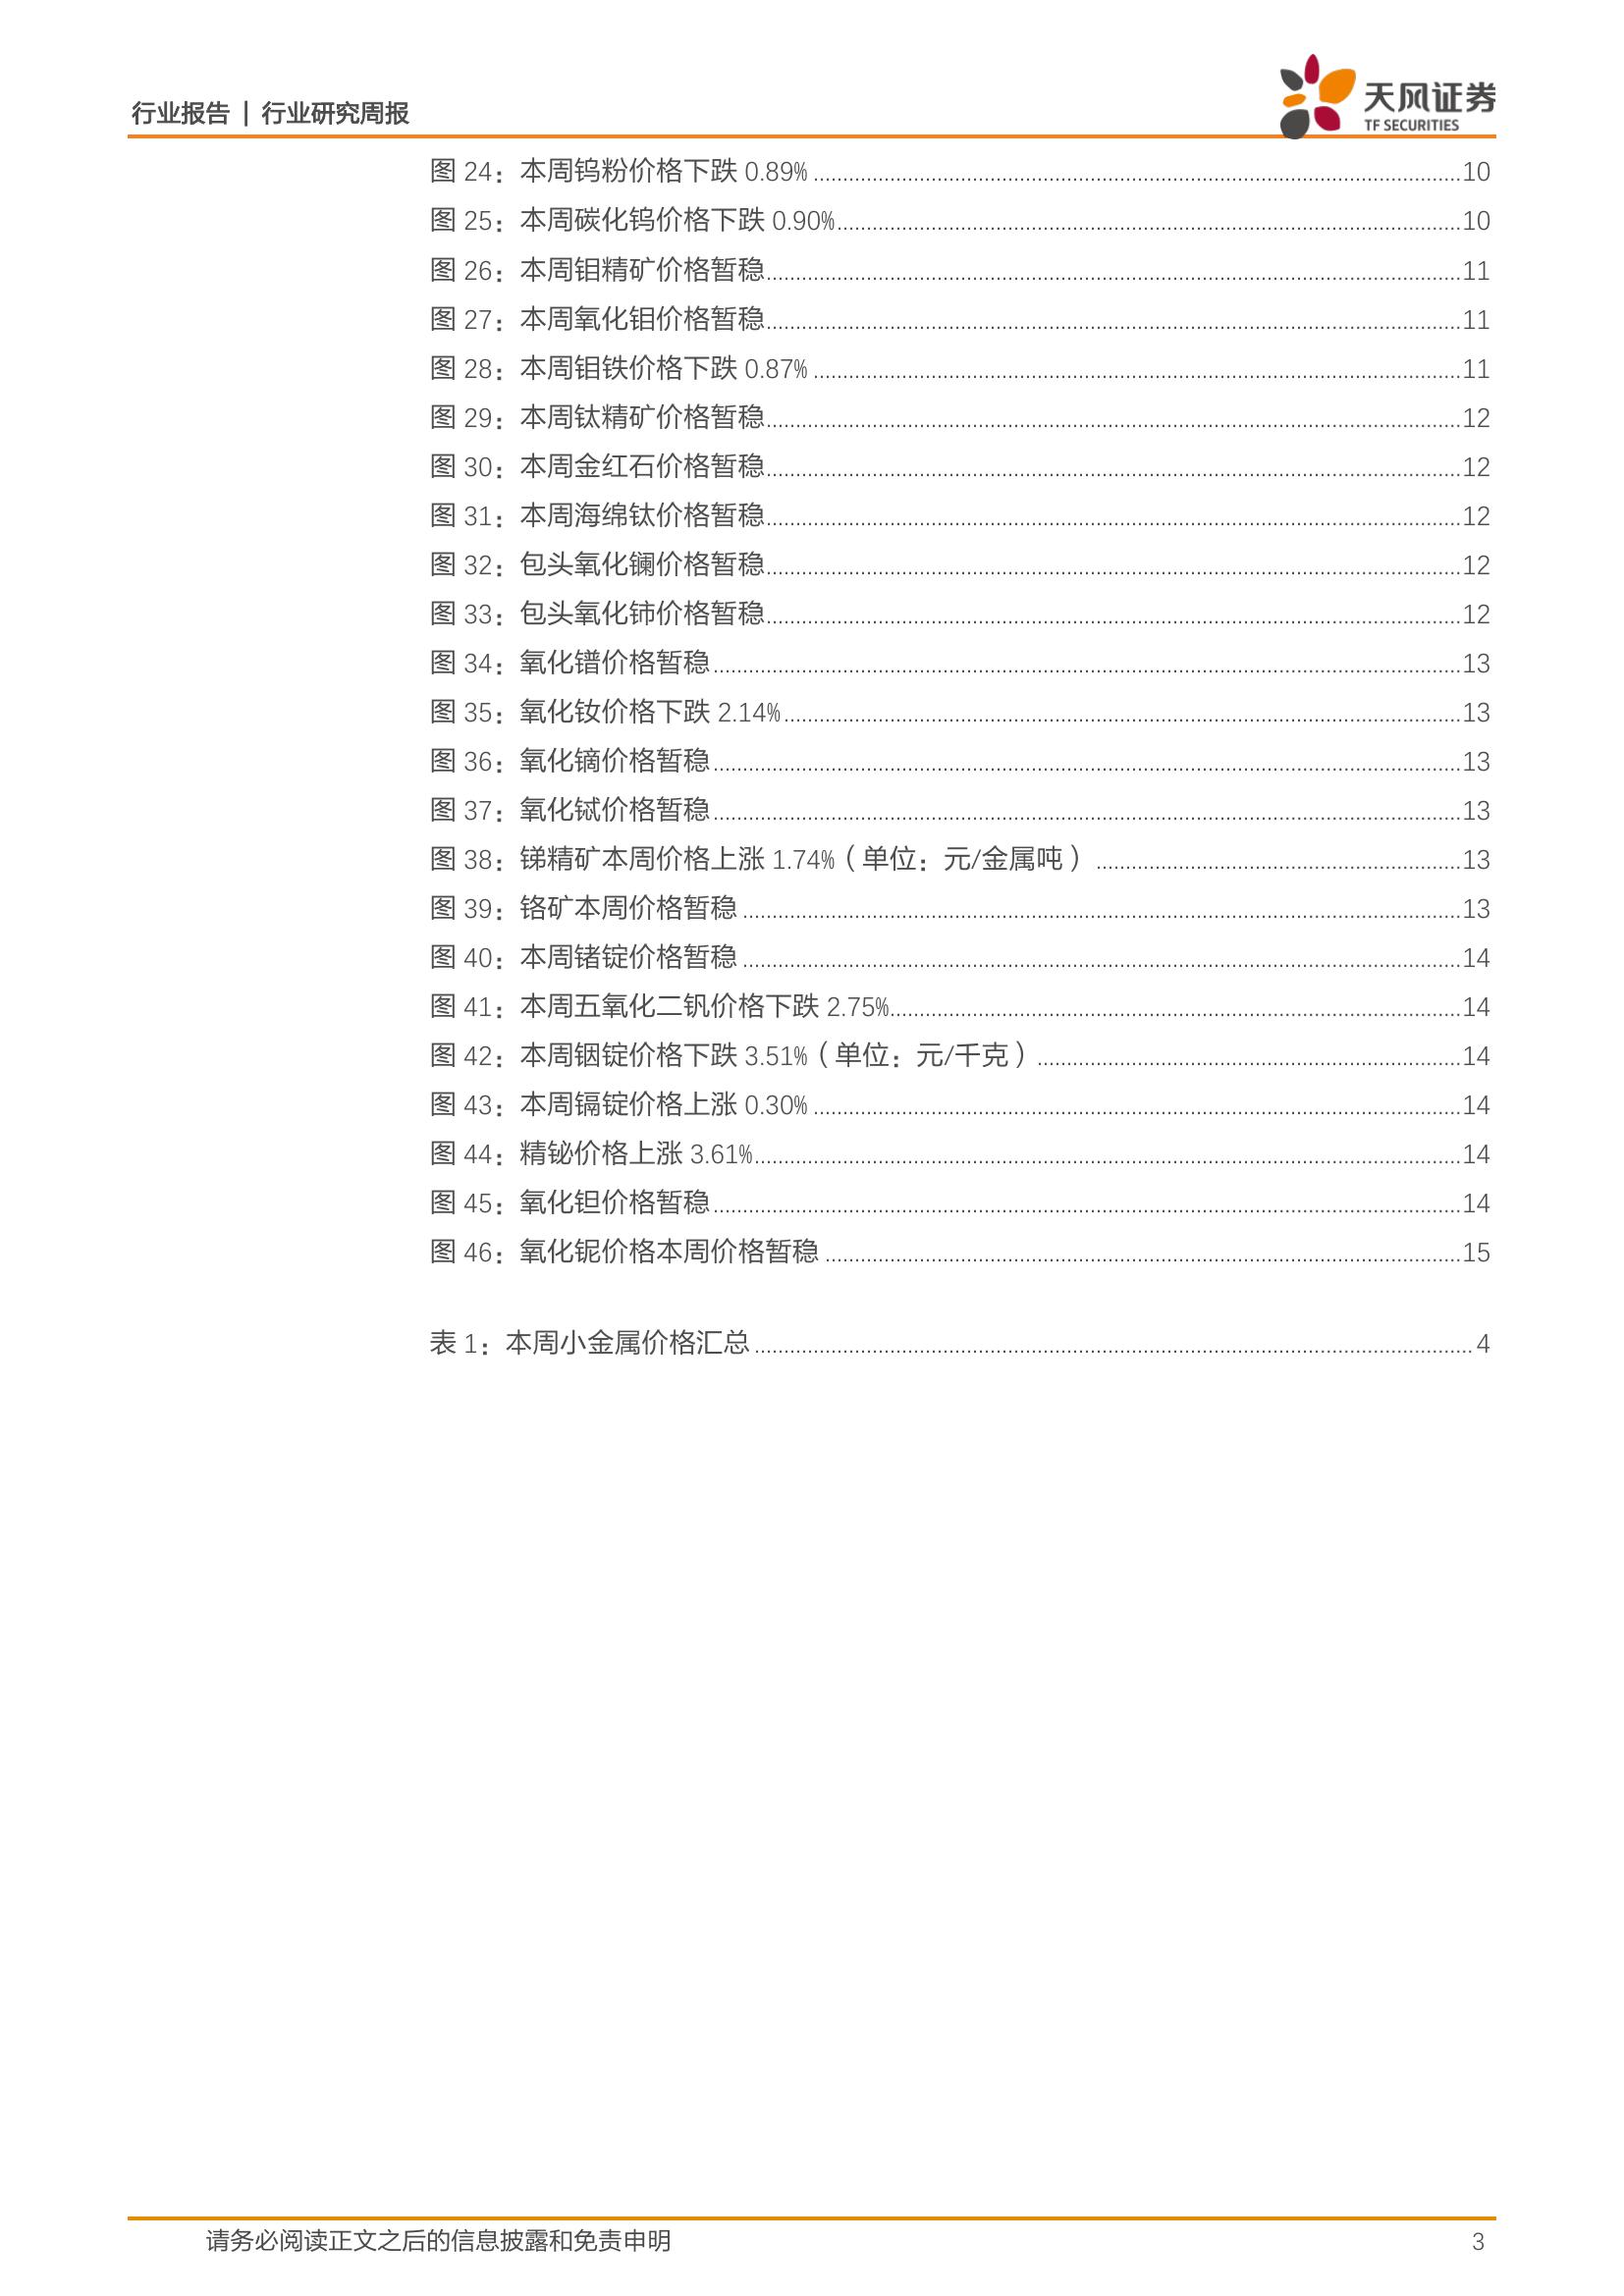 行业报告 | 行业研究周报
天风证券
TF SECURITIES
图 24：本周钨粉价格下跌 0.89% ........ 10
图 25：本周碳化钨价格下跌 0.90% ........ 10
图 26：本周钼精矿价格暂稳 ........ 11
图 27：本周氧化钼价格暂稳 ........ 11
图 28：本周钼铁价格下跌 0.87% ........ 11
图 29：本周钛精矿价格暂稳 ........ 12
图 30：本周金红石价格暂稳 ........ 12
图 31：本周海绵钛价格暂稳 ........ 12
图 32：包头氧化镧价格暂稳 ........ 12
图 33：包头氧化铈价格暂稳 ........ 12
图 34：氧化镨价格暂稳 ........ 13
图 35：氧化钕价格下跌 2.14% ........ 13
图 36：氧化镝价格暂稳 ........ 13
图 37：氧化铽价格暂稳 ........ 13
图 38：锑精矿本周价格上涨 1.74%（单位：元/金属吨） ........ 13
图 39：铬矿本周价格暂稳 ........ 13
图 40：本周锗锭价格暂稳 ........ 14
图 41：本周五氧化二钒价格下跌 2.75% ........ 14
图 42：本周铟锭价格下跌 3.51%（单位：元/千克） ........ 14
图 43：本周镉锭价格上涨 0.30% ........ 14
图 44：精铋价格上涨 3.61% ........ 14
图 45：氧化钽价格暂稳 ........ 14
图 46：氧化铌价格本周价格暂稳 ........ 15
表 1：本周小金属价格汇总 ........ 4
请务必阅读正文之后的信息披露和免责申明 3